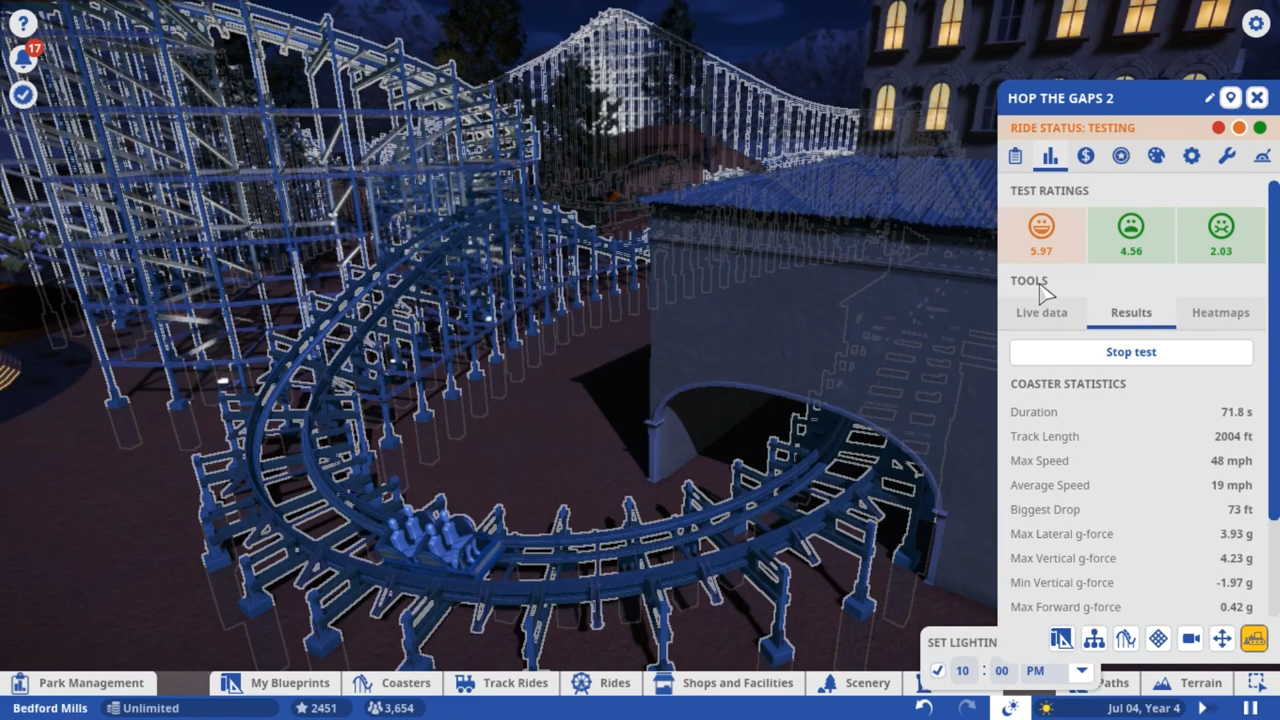 ?
17
HOP THE GAPS 2
RIDE STATUS: TESTING
TEST RATINGS
5.97 4.56 2.03
TOOLS
Live data Results Heatmaps
Stop test
COASTER STATISTICS
Duration 71.8 s
Track Length 2004 ft
Max Speed 48 mph
Average Speed 19 mph
Biggest Drop 73 ft
Max Lateral g-force 3.93 g
Max Vertical g-force 4.23 g
Min Vertical g-force -1.97 g
Max Forward g-force 0.42 g
SET LIGHTIN
10 : 00 PM
Park Management My Blueprints Coasters Track Rides Rides Shops and Facilities Scenery Paths Terrain
Bedford Mills Unlimited 2451 3,654 Jul 04, Year 4